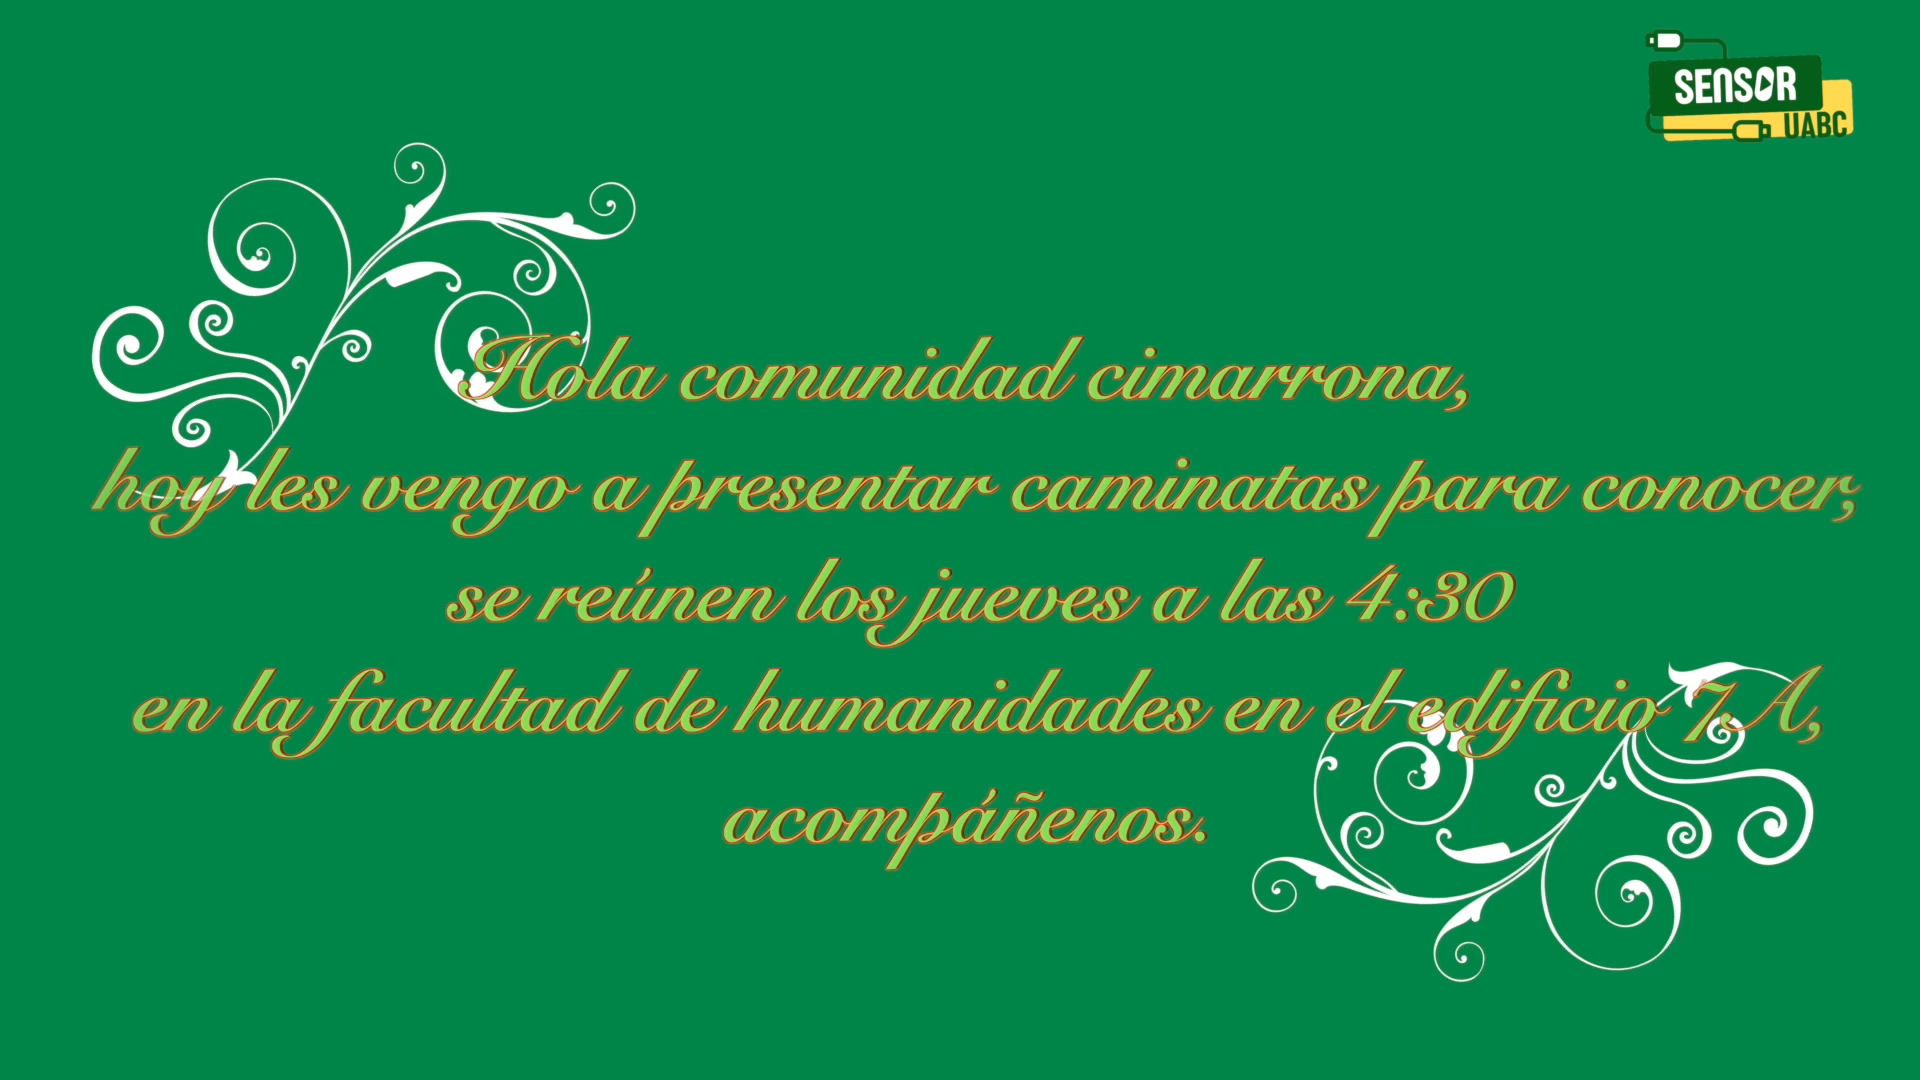 SENSOR
UABC
Hola comunidad cimarrona,
hoy les vengo a presentar caminatas para conocer,
se reúnen los jueves a las 4:30
en la facultad de humanidades en el edificio 7A,
acompáñenos.